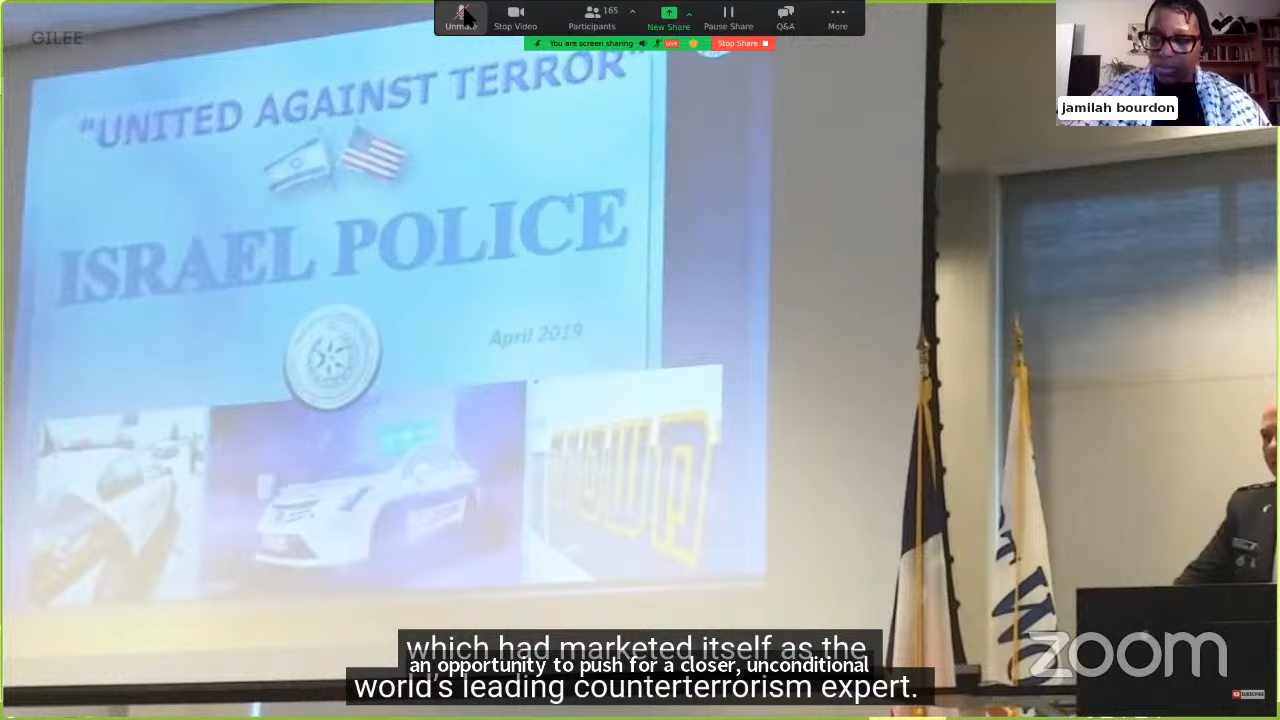 GILEE
Unmute
Stop Video
165
Participants
New Share
Pause Share
Q&A
More
You are screen sharing
LIVE
Stop Share
jamilah bourdon
"UNITED AGAINST TERROR"
ISRAEL POLICE
April 2019
which had marketed itself as the
an opportunity to push for a closer, unconditional
world's leading counterterrorism expert.
zoom
SUBSCRIBE